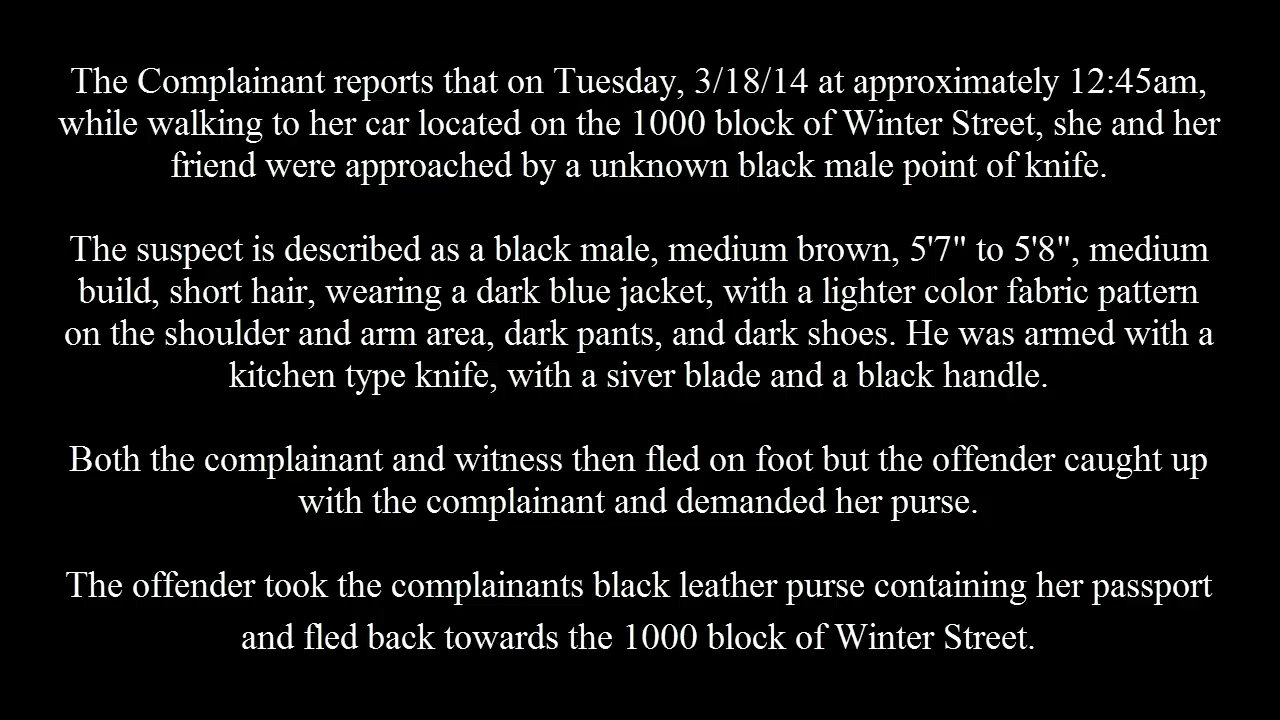 The Complainant reports that on Tuesday, 3/18/14 at approximately 12:45am,
while walking to her car located on the 1000 block of Winter Street, she and her
friend were approached by a unknown black male point of knife.
The suspect is described as a black male, medium brown, 5'7" to 5'8", medium
build, short hair, wearing a dark blue jacket, with a lighter color fabric pattern
on the shoulder and arm area, dark pants, and dark shoes. He was armed with a
kitchen type knife, with a siver blade and a black handle.
Both the complainant and witness then fled on foot but the offender caught up
with the complainant and demanded her purse.
The offender took the complainants black leather purse containing her passport
and fled back towards the 1000 block of Winter Street.